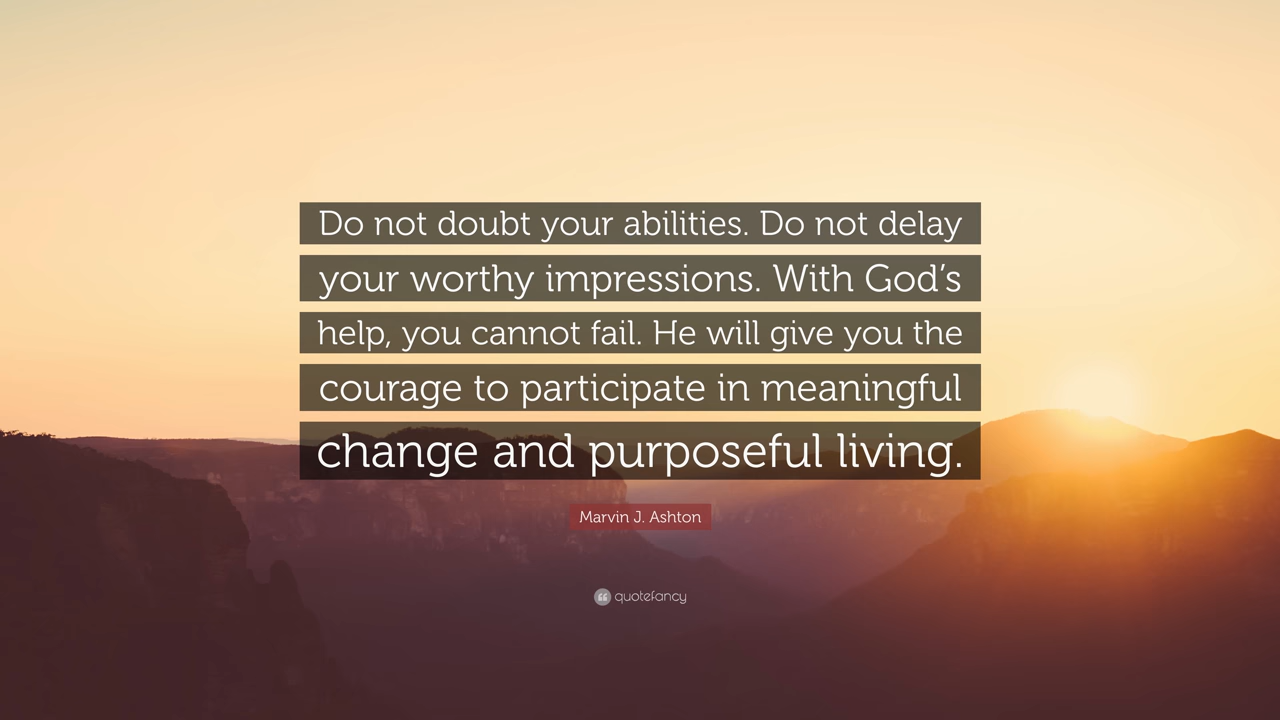 Do not doubt your abilities. Do not delay
your worthy impressions. With God’s
help, you cannot fail. He will give you the
courage to participate in meaningful
change and purposeful living.
Marvin J. Ashton
quotefancy